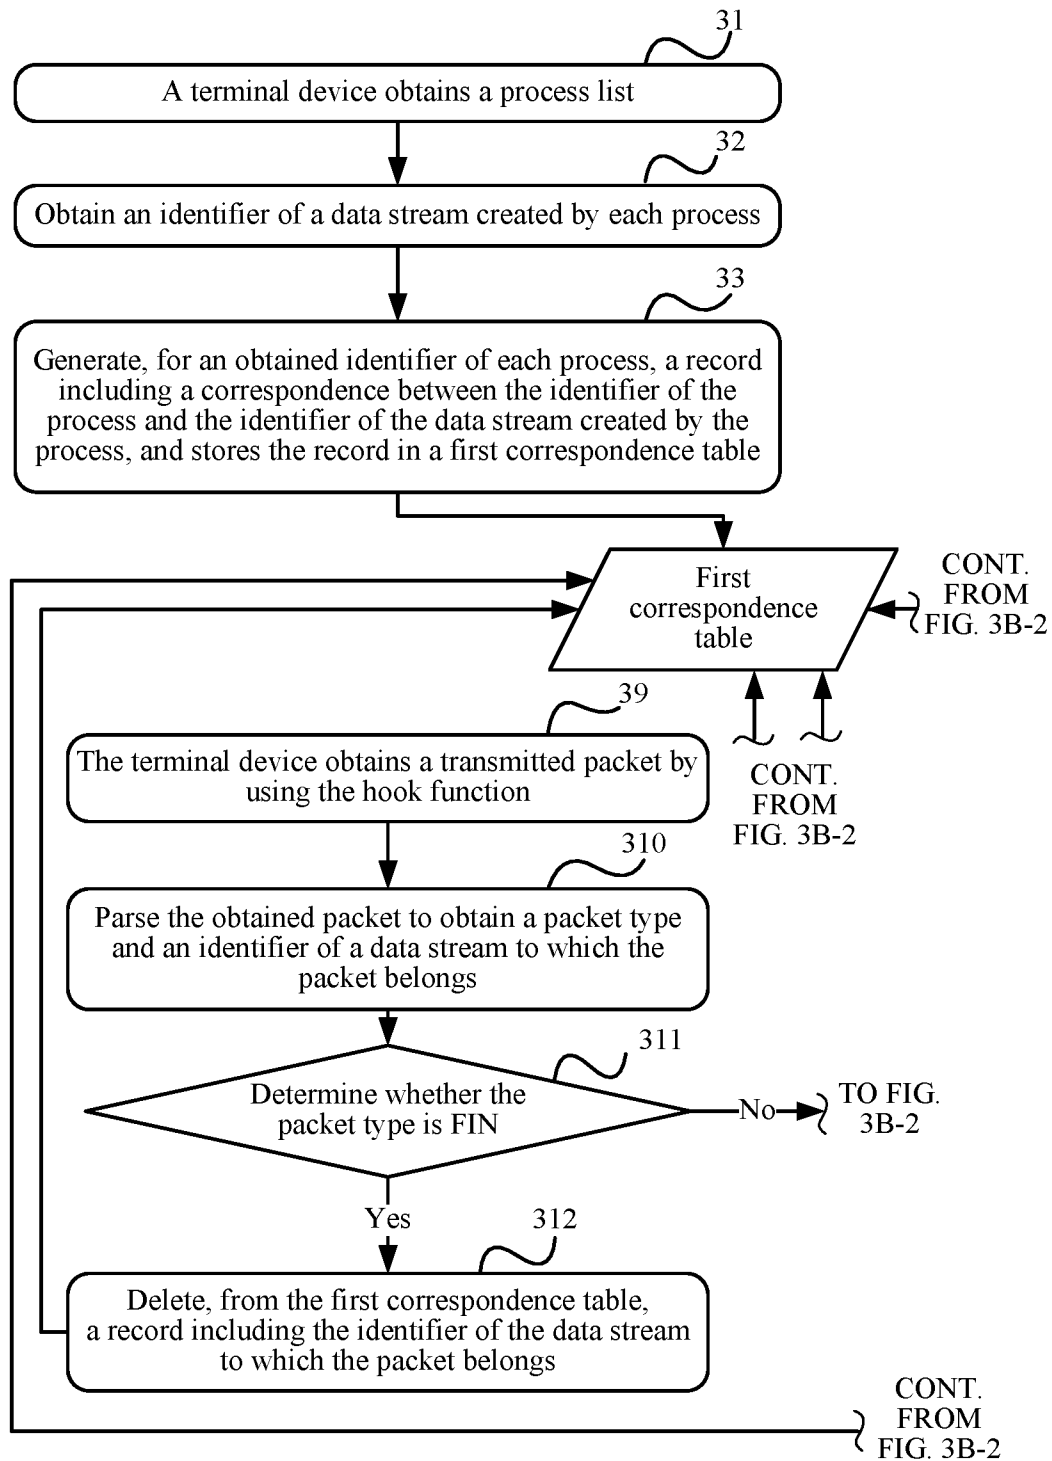 31
A terminal device obtains a process list
32
Obtain an identifier of a data stream created by each process
33
Generate, for an obtained identifier of each process, a record
including a correspondence between the identifier of the
process and the identifier of the data stream created by the
process, and stores the record in a first correspondence table
First
correspondence
table
CONT.
FROM
FIG. 3B-2
39
The terminal device obtains a transmitted packet by
using the hook function
CONT.
FROM
FIG. 3B-2
310
Parse the obtained packet to obtain a packet type
and an identifier of a data stream to which the
packet belongs
311
Determine whether the
packet type is FIN
No
TO FIG.
3B-2
Yes
312
Delete, from the first correspondence table,
a record including the identifier of the data stream
to which the packet belongs
CONT.
FROM
FIG. 3B-2